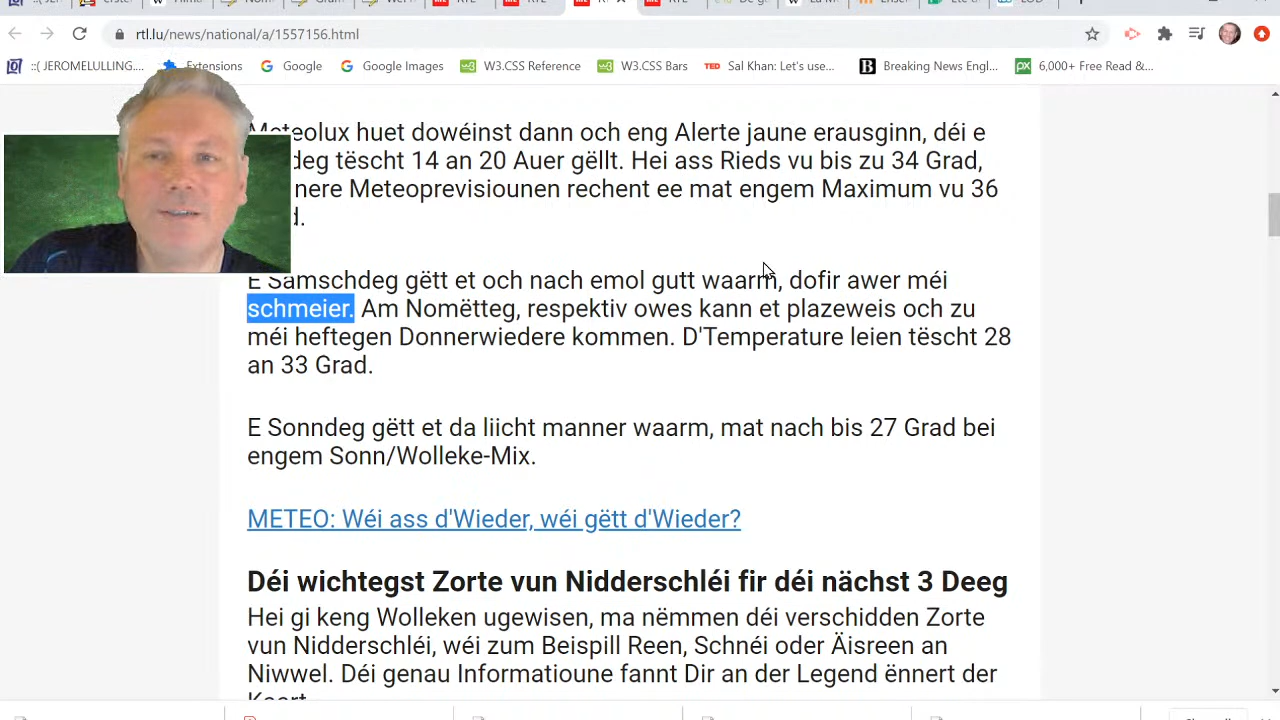 rtl.lu/news/national/a/1557156.html
::( JEROMELULLING.... Extensions Google Google Images W3.CSS Reference W3.CSS Bars TED Sal Khan: Let's use... B Breaking News Engl... px 6,000+ Free Read &...
Meteolux huet dowéinst dann och eng Alerte jaune erausginn, déi e
deg tëscht 14 an 20 Auer gëllt. Hei ass Rieds vu bis zu 34 Grad,
nere Meteoprevisiounen rechent ee mat engem Maximum vu 36
d.
E Samschdeg gëtt et och nach emol gutt waarm, dofir awer méi
schmeier. Am Nomëtteg, respektiv owes kann et plazeweis och zu
méi heftegen Donnerwiedere kommen. D'Temperature leien tëscht 28
an 33 Grad.
E Sonndeg gëtt et da liicht manner waarm, mat nach bis 27 Grad bei
engem Sonn/Wolleke-Mix.
METEO: Wéi ass d'Wieder, wéi gëtt d'Wieder?
Déi wichtegst Zorte vun Nidderschléi fir déi nächst 3 Deeg
Hei gi keng Wolleken ugewisen, ma nëmmen déi verschidden Zorte
vun Nidderschléi, wéi zum Beispill Reen, Schnéi oder Äisreen an
Niwwel. Déi genau Informatioune fannt Dir an der Legend ënnert der